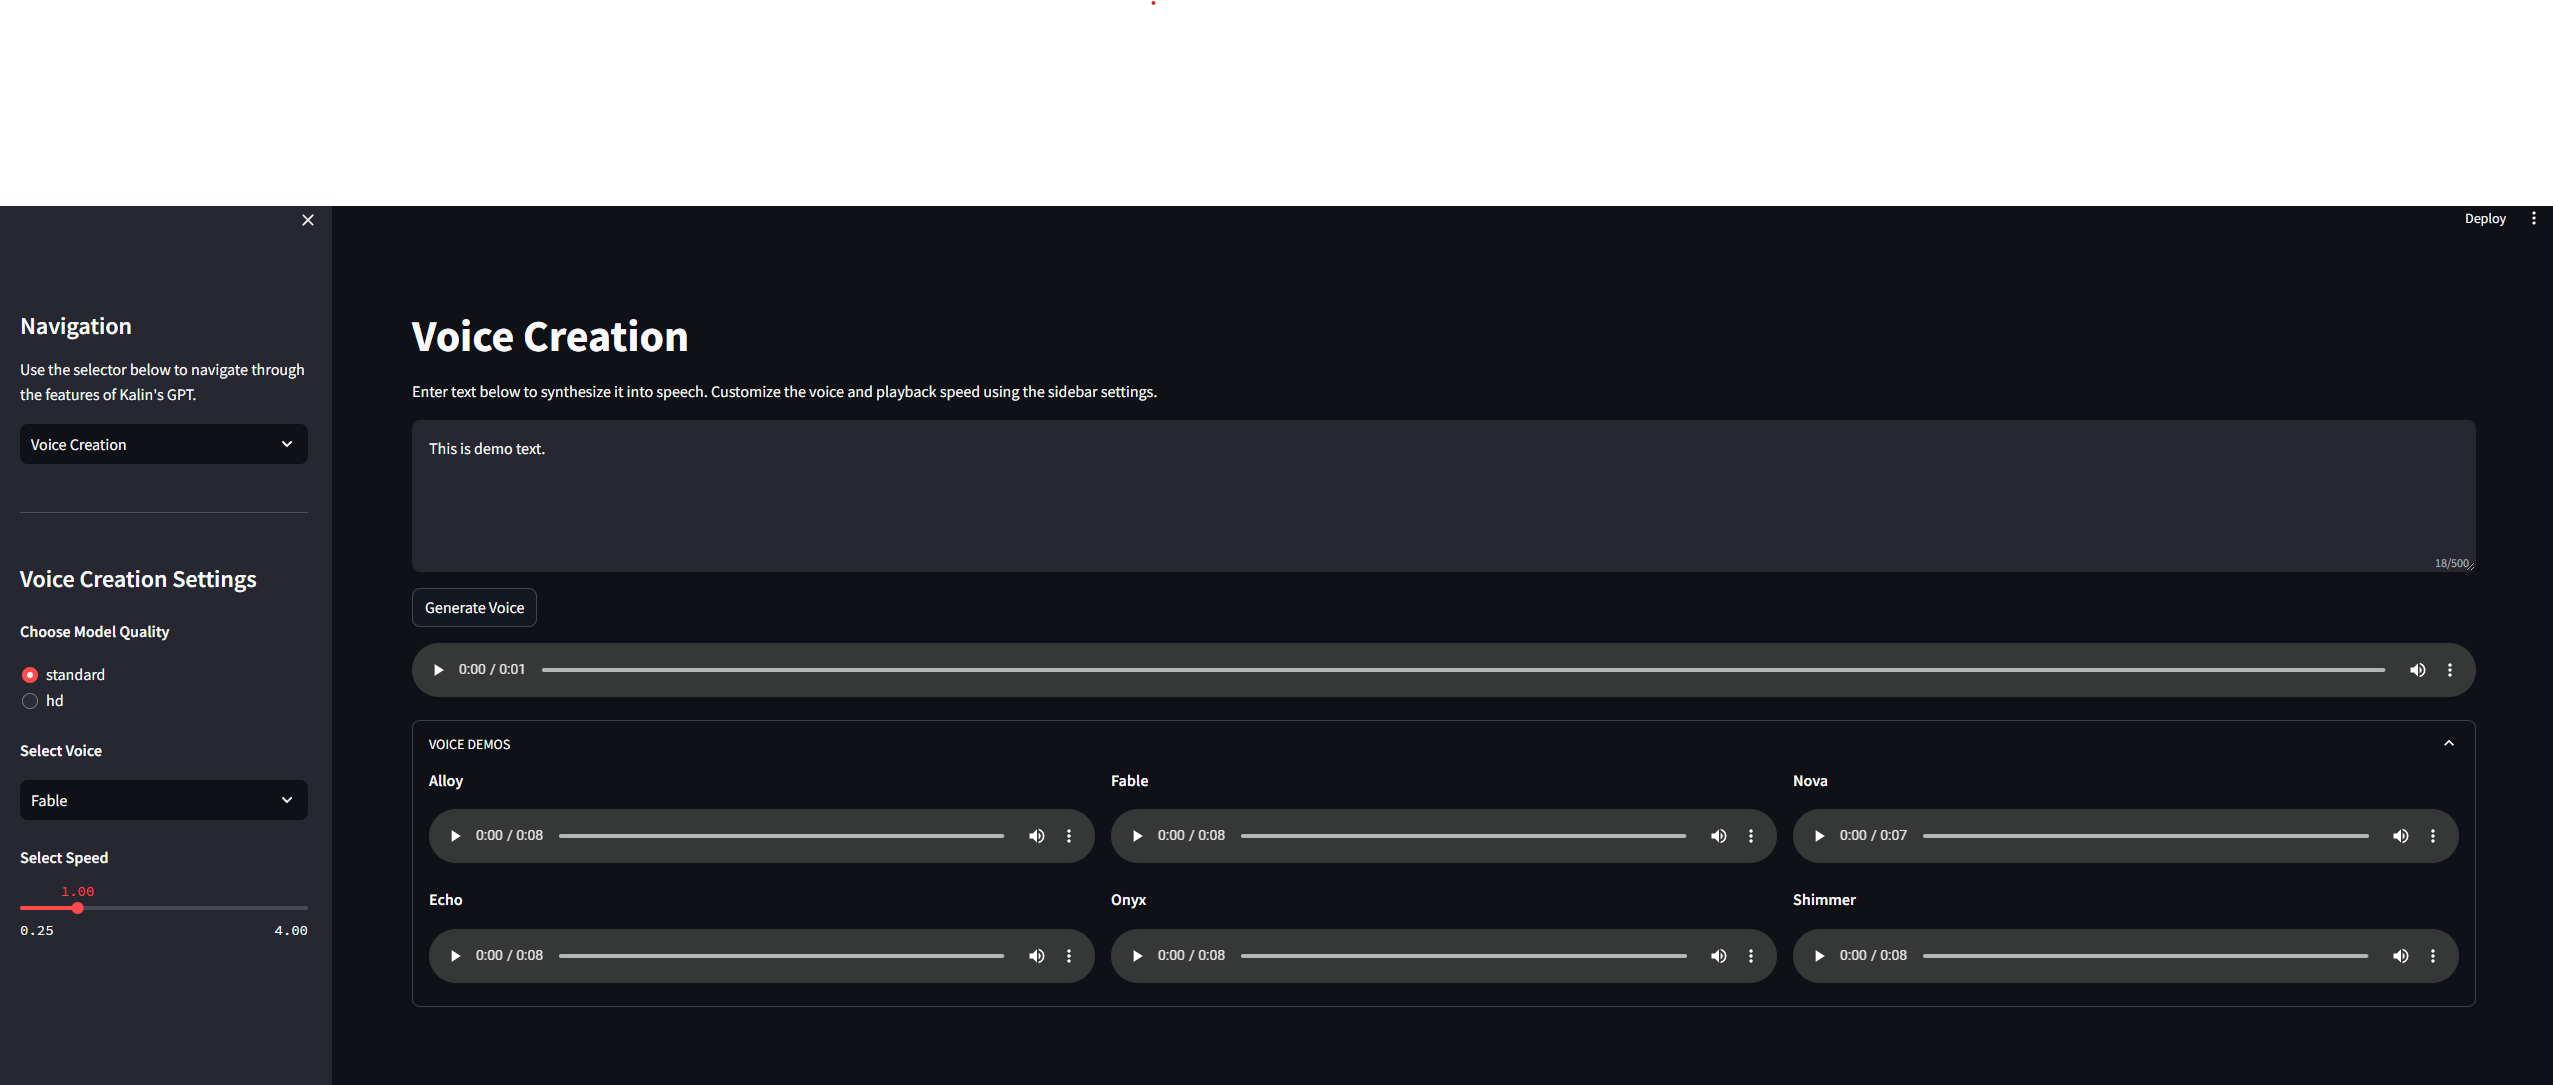 Deploy
Navigation
Use the selector below to navigate through
the features of Kalin's GPT.
Voice Creation
Voice Creation Settings
Choose Model Quality
standard
hd
Select Voice
Fable
Select Speed
1.00
0.25 4.00
Voice Creation
Enter text below to synthesize it into speech. Customize the voice and playback speed using the sidebar settings.
This is demo text.
18/500
Generate Voice
0:00 / 0:01
VOICE DEMOS
Alloy Fable Nova
0:00 / 0:08 0:00 / 0:08 0:00 / 0:07
Echo Onyx Shimmer
0:00 / 0:08 0:00 / 0:08 0:00 / 0:08